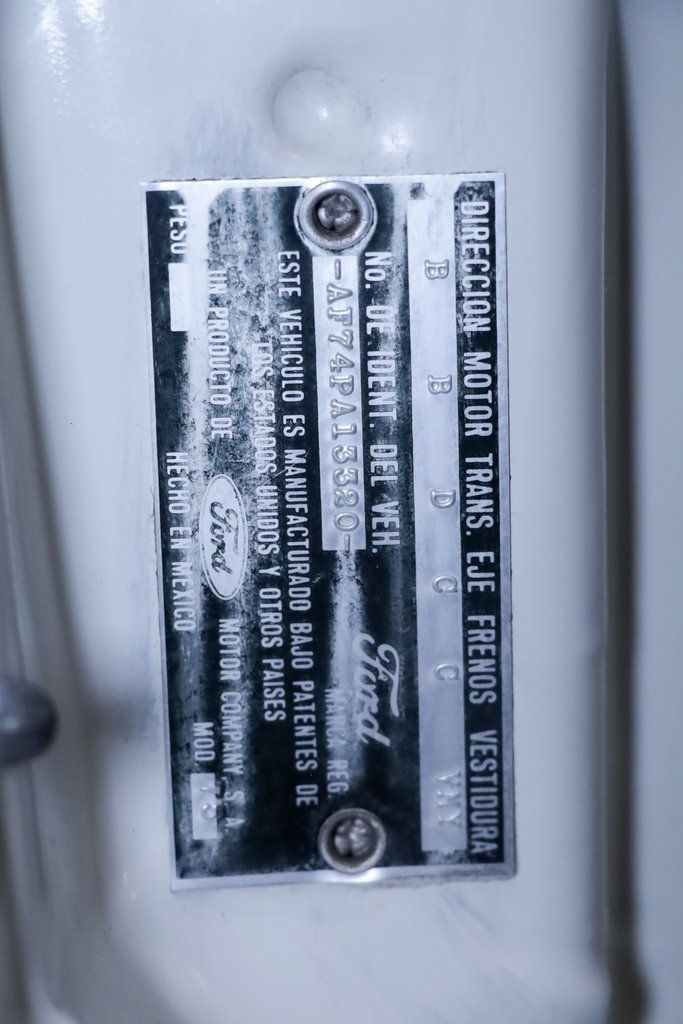 DIRECCION MOTOR TRANS. EJE FRENOS VESTIDURA
B B D C C
No. DE IDENT. DEL VEH.
-AF74PA13320-
Ford
MARCA REG.
ESTE VEHICULO ES MANUFACTURADO BAJO PATENTES DE
LOS ESTADOS UNIDOS Y OTROS PAISES
UN PRODUCTO DE Ford MOTOR COMPANY, S.A.
PESO HECHO EN MEXICO MOD.